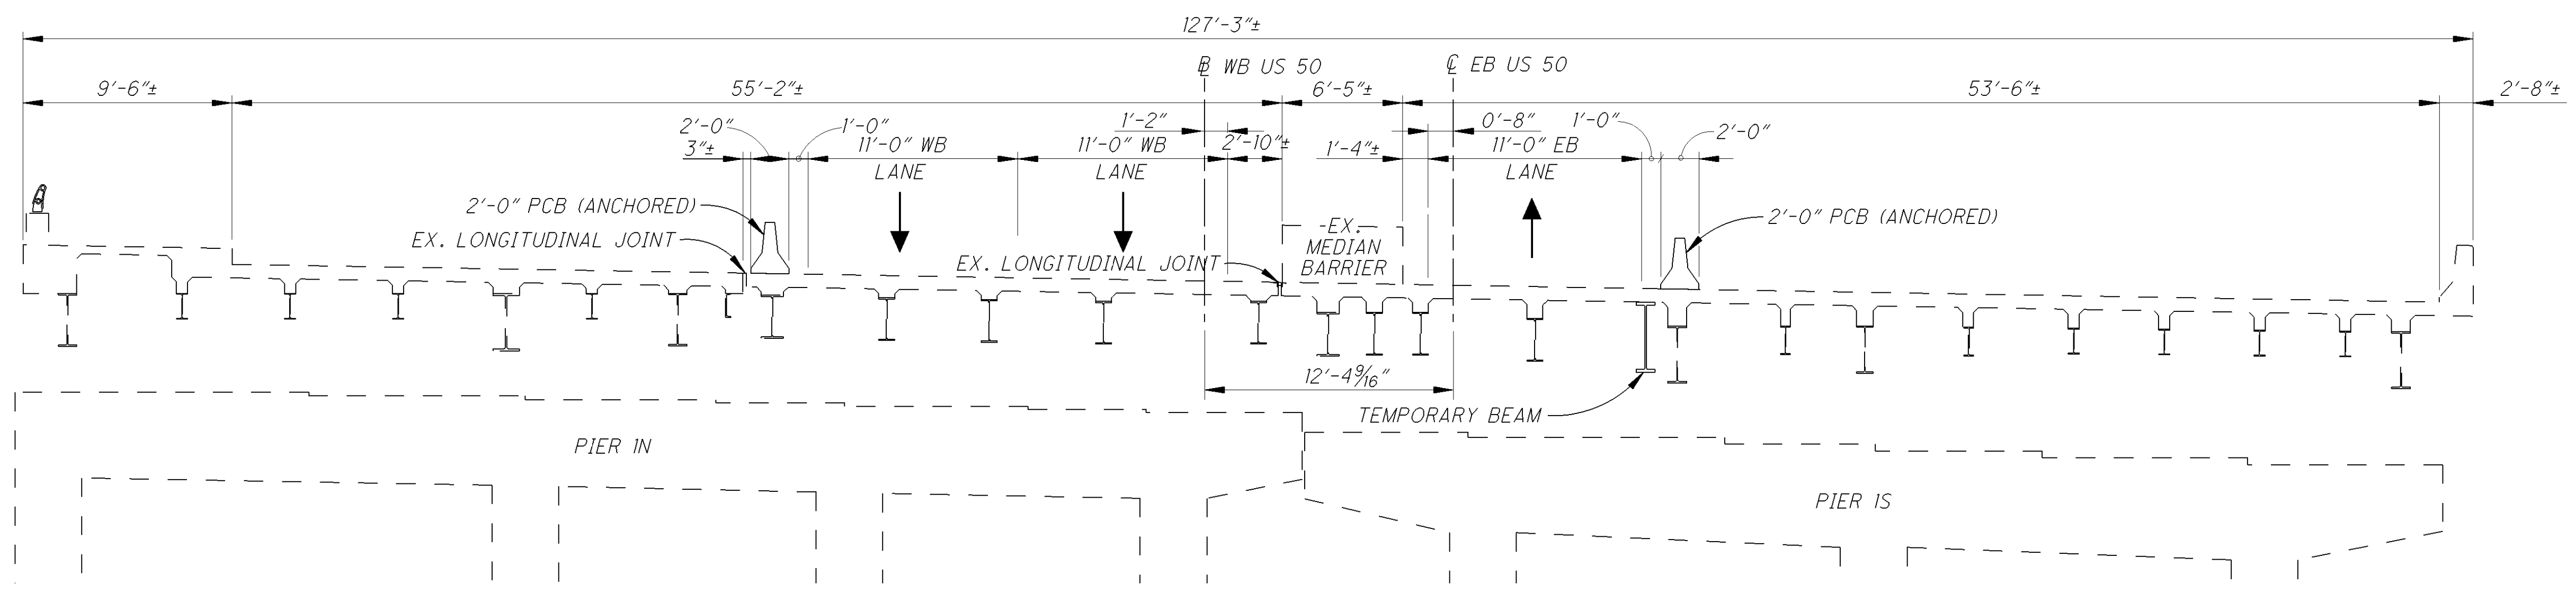 127'-3"±
℄ WB US 50
℄ EB US 50
9'-6"±
55'-2"±
6'-5"±
53'-6"±
2'-8"±
2'-0"
1'-0"
1'-2"
0'-8"
1'-0"
2'-0"
3"±
11'-0" WB
LANE
11'-0" WB
LANE
2'-10"±
1'-4"±
11'-0" EB
LANE
2'-0" PCB (ANCHORED)
2'-0" PCB (ANCHORED)
EX. LONGITUDINAL JOINT
EX. LONGITUDINAL JOINT
EX.
MEDIAN
BARRIER
12'-4 9/16"
TEMPORARY BEAM
PIER 1N
PIER 1S